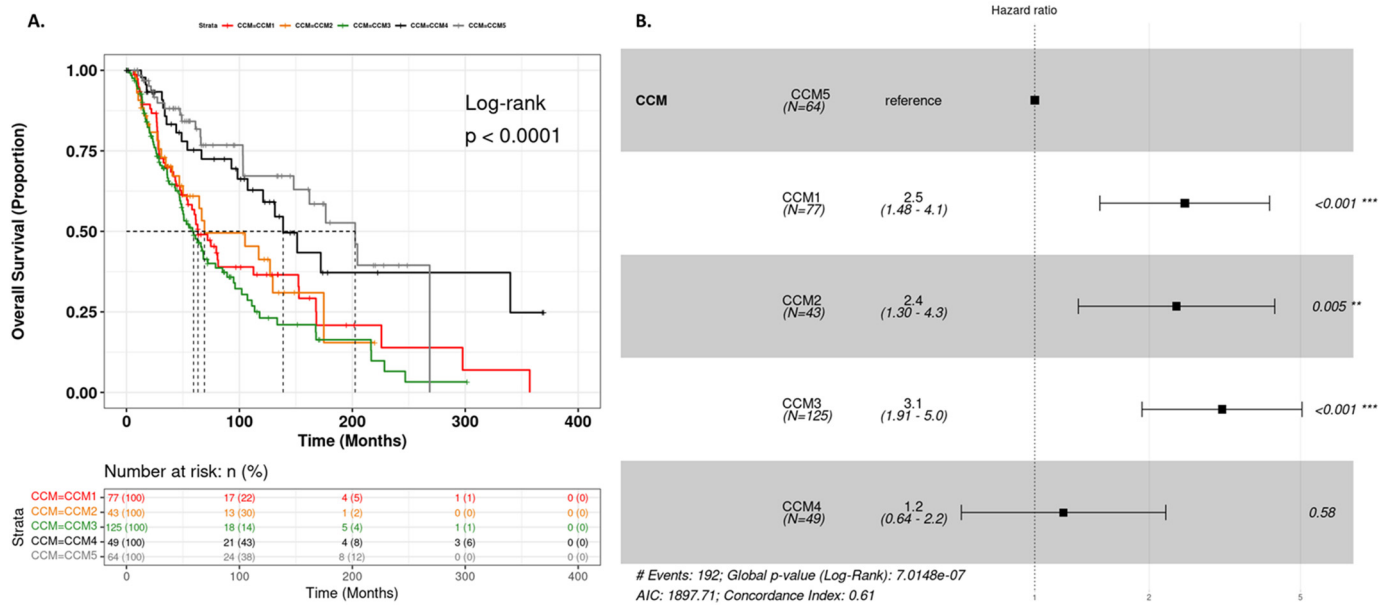 A.
Strata CCM=CCM1 CCM=CCM2 CCM=CCM3 CCM=CCM4 CCM=CCM5
Overall Survival (Proportion)
1.00
0.75
0.50
0.25
0.00
Log-rank
p < 0.0001
0 100 200 300 400
Time (Months)
Number at risk: n (%)
Strata
CCM=CCM1 77 (100) 17 (22) 4 (5) 1 (1) 0 (0)
CCM=CCM2 43 (100) 13 (30) 1 (2) 0 (0) 0 (0)
CCM=CCM3 125 (100) 18 (14) 5 (4) 1 (1) 0 (0)
CCM=CCM4 49 (100) 21 (43) 4 (8) 3 (6) 0 (0)
CCM=CCM5 64 (100) 24 (38) 8 (12) 0 (0) 0 (0)
0 100 200 300 400
Time (Months)
B.
Hazard ratio
CCM CCM5 reference
(N=64)
CCM1 2.5 <0.001 ***
(N=77) (1.48 - 4.1)
CCM2 2.4 0.005 **
(N=43) (1.30 - 4.3)
CCM3 3.1 <0.001 ***
(N=125) (1.91 - 5.0)
CCM4 1.2 0.58
(N=49) (0.64 - 2.2)
# Events: 192; Global p-value (Log-Rank): 7.0148e-07
AIC: 1897.71; Concordance Index: 0.61
1 2 5